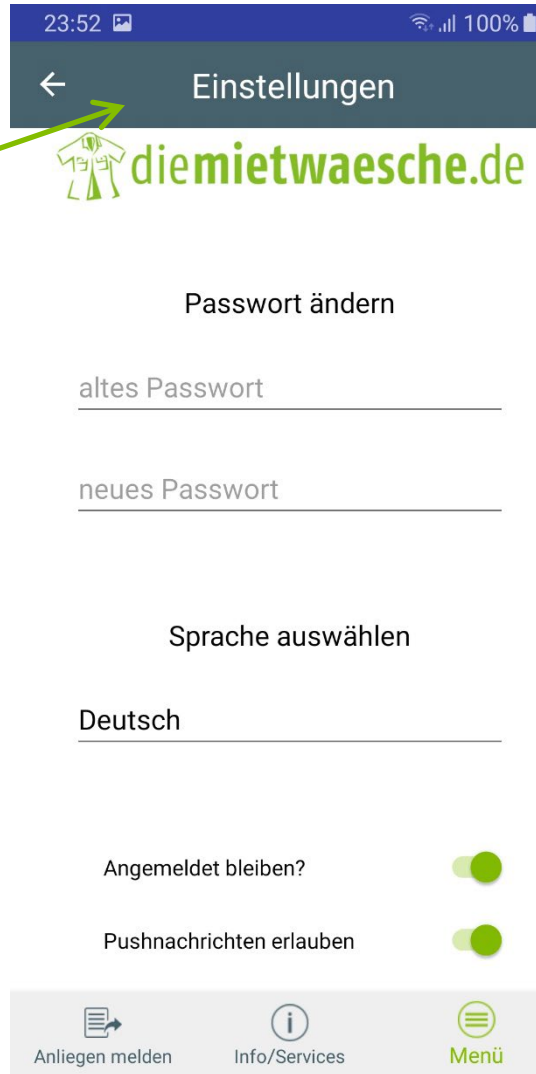 23:52 100%
Einstellungen
diemietwaesche.de
Passwort ändern
altes Passwort
neues Passwort
Sprache auswählen
Deutsch
Angemeldet bleiben?
Pushnachrichten erlauben
Anliegen melden Info/Services Menü